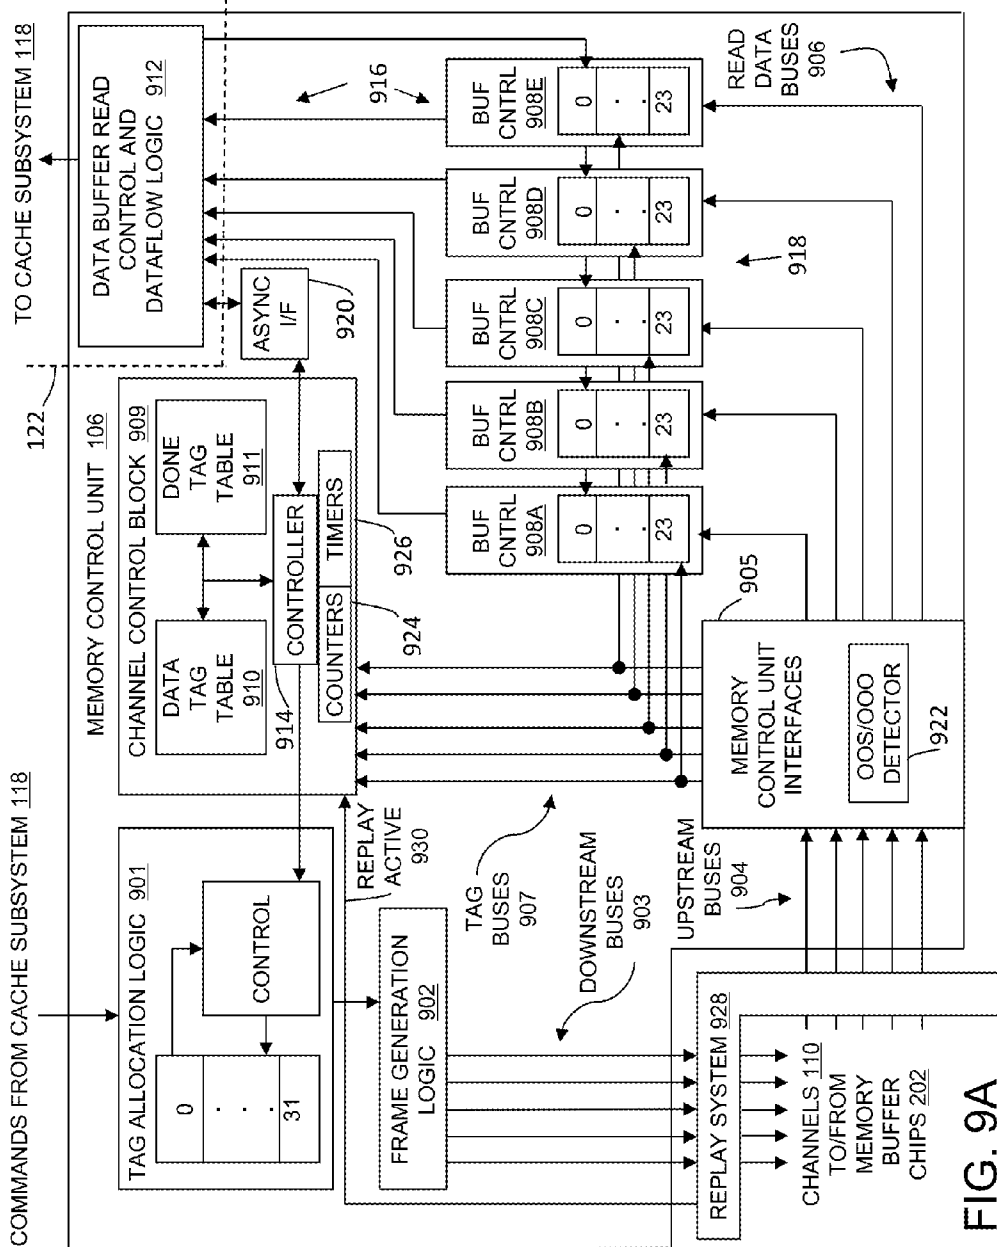 COMMANDS FROM CACHE SUBSYSTEM 118
TO CACHE SUBSYSTEM 118
122
MEMORY CONTROL UNIT 106
TAG ALLOCATION LOGIC 901
0
.
.
.
31
CONTROL
CHANNEL CONTROL BLOCK 909
DATA
TAG
TABLE
910
DONE
TAG
TABLE
911
914
CONTROLLER
COUNTERS
TIMERS
924
926
ASYNC
I/F
920
DATA BUFFER READ
CONTROL AND
DATAFLOW LOGIC 912
916
REPLAY
ACTIVE
930
FRAME GENERATION
LOGIC 902
TAG
BUSES
907
DOWNSTREAM
BUSES
903
BUF
CNTRL
908A
0
.
.
23
BUF
CNTRL
908B
0
.
.
23
BUF
CNTRL
908C
0
.
.
23
BUF
CNTRL
908D
0
.
.
23
BUF
CNTRL
908E
0
.
.
23
918
READ
DATA
BUSES
906
REPLAY SYSTEM 928
CHANNELS 110
TO/FROM
MEMORY
BUFFER
CHIPS 202
UPSTREAM
BUSES
904
905
MEMORY
CONTROL UNIT
INTERFACES
OOS/OOO
DETECTOR
922
FIG. 9A